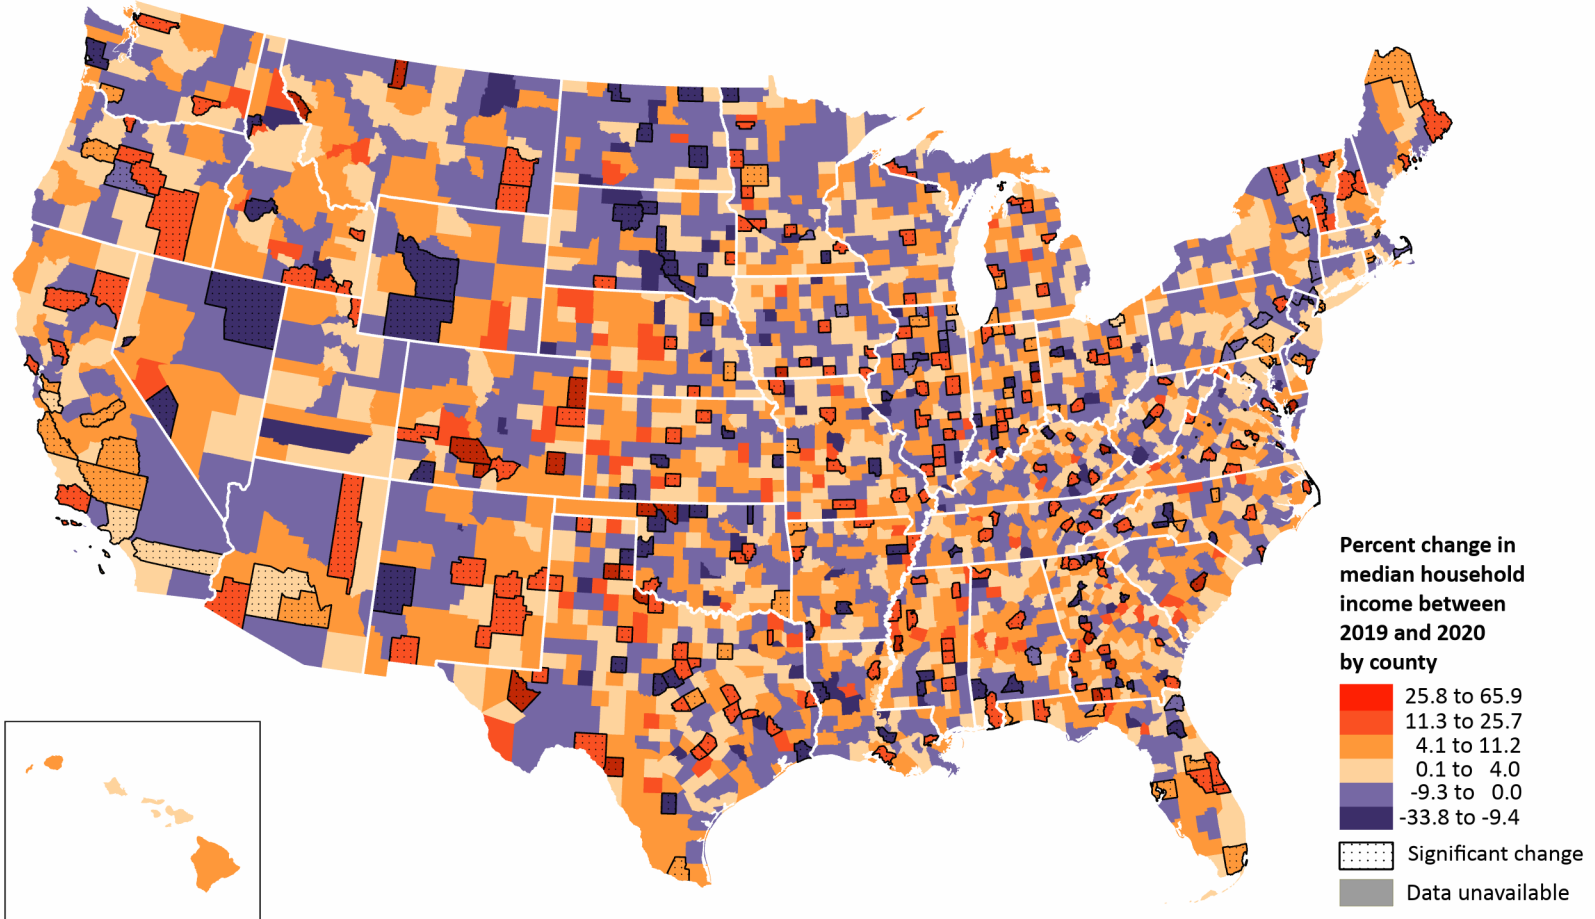 Percent change in
median household
income between
2019 and 2020
by county
25.8 to 65.9
11.3 to 25.7
4.1 to 11.2
0.1 to 4.0
-9.3 to 0.0
-33.8 to -9.4
Significant change
Data unavailable